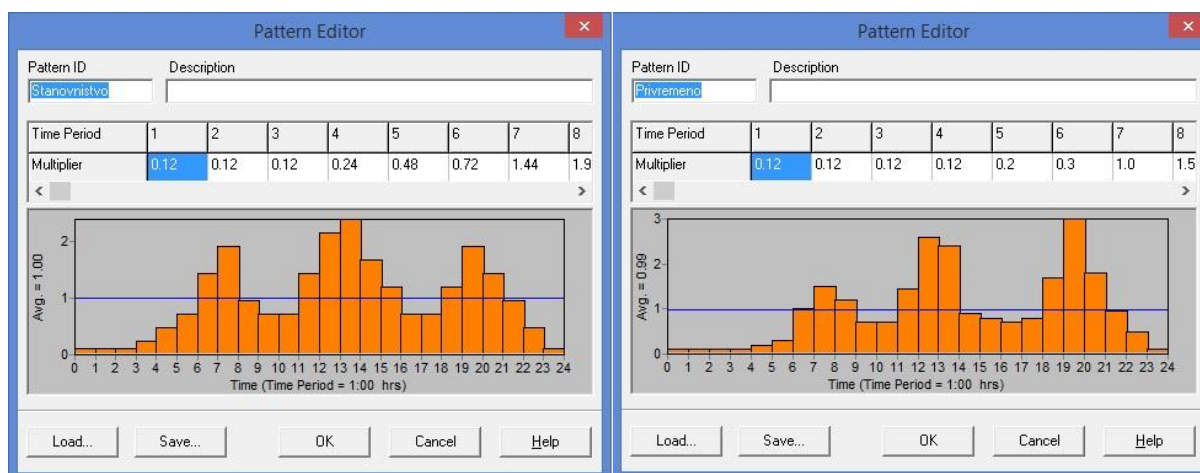 Pattern Editor
Pattern ID Description
Stanovnistvo
Time Period 1 2 3 4 5 6 7 8
Multiplier 0.12 0.12 0.12 0.24 0.48 0.72 1.44 1.9
Avg. = 1.00
2
1
0
0 1 2 3 4 5 6 7 8 9 10 11 12 13 14 15 16 17 18 19 20 21 22 23 24
Time (Time Period = 1:00 hrs)
Load... Save... OK Cancel Help
Pattern Editor
Pattern ID Description
Privremeno
Time Period 1 2 3 4 5 6 7 8
Multiplier 0.12 0.12 0.12 0.12 0.2 0.3 1.0 1.5
Avg. = 0.99
3
2
1
0
0 1 2 3 4 5 6 7 8 9 10 11 12 13 14 15 16 17 18 19 20 21 22 23 24
Time (Time Period = 1:00 hrs)
Load... Save... OK Cancel Help